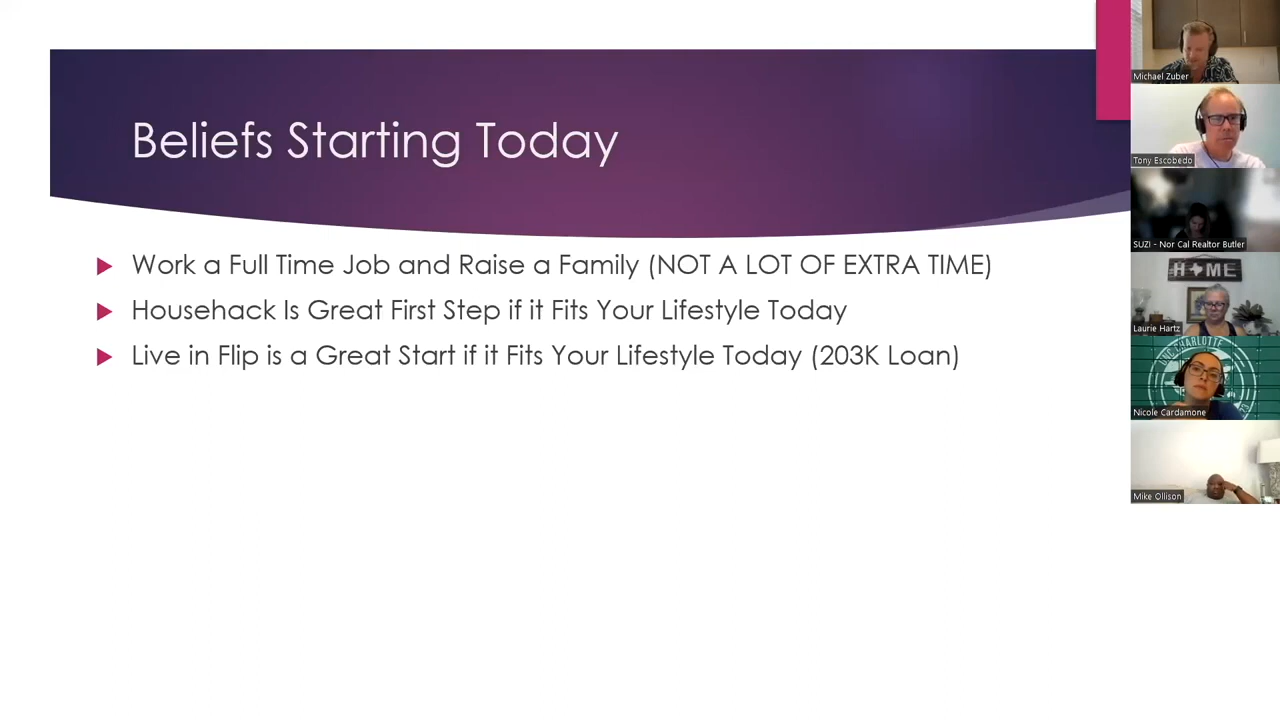 Beliefs Starting Today
Work a Full Time Job and Raise a Family (NOT A LOT OF EXTRA TIME)
Househack Is Great First Step if it Fits Your Lifestyle Today
Live in Flip is a Great Start if it Fits Your Lifestyle Today (203K Loan)
Michael Zuber
Tony Escobedo
SUZI - Nor Cal Realtor Butler
H ME
Laurie Hartz
CHARLOTTE
Nicole Cardamone
Mike Ollison